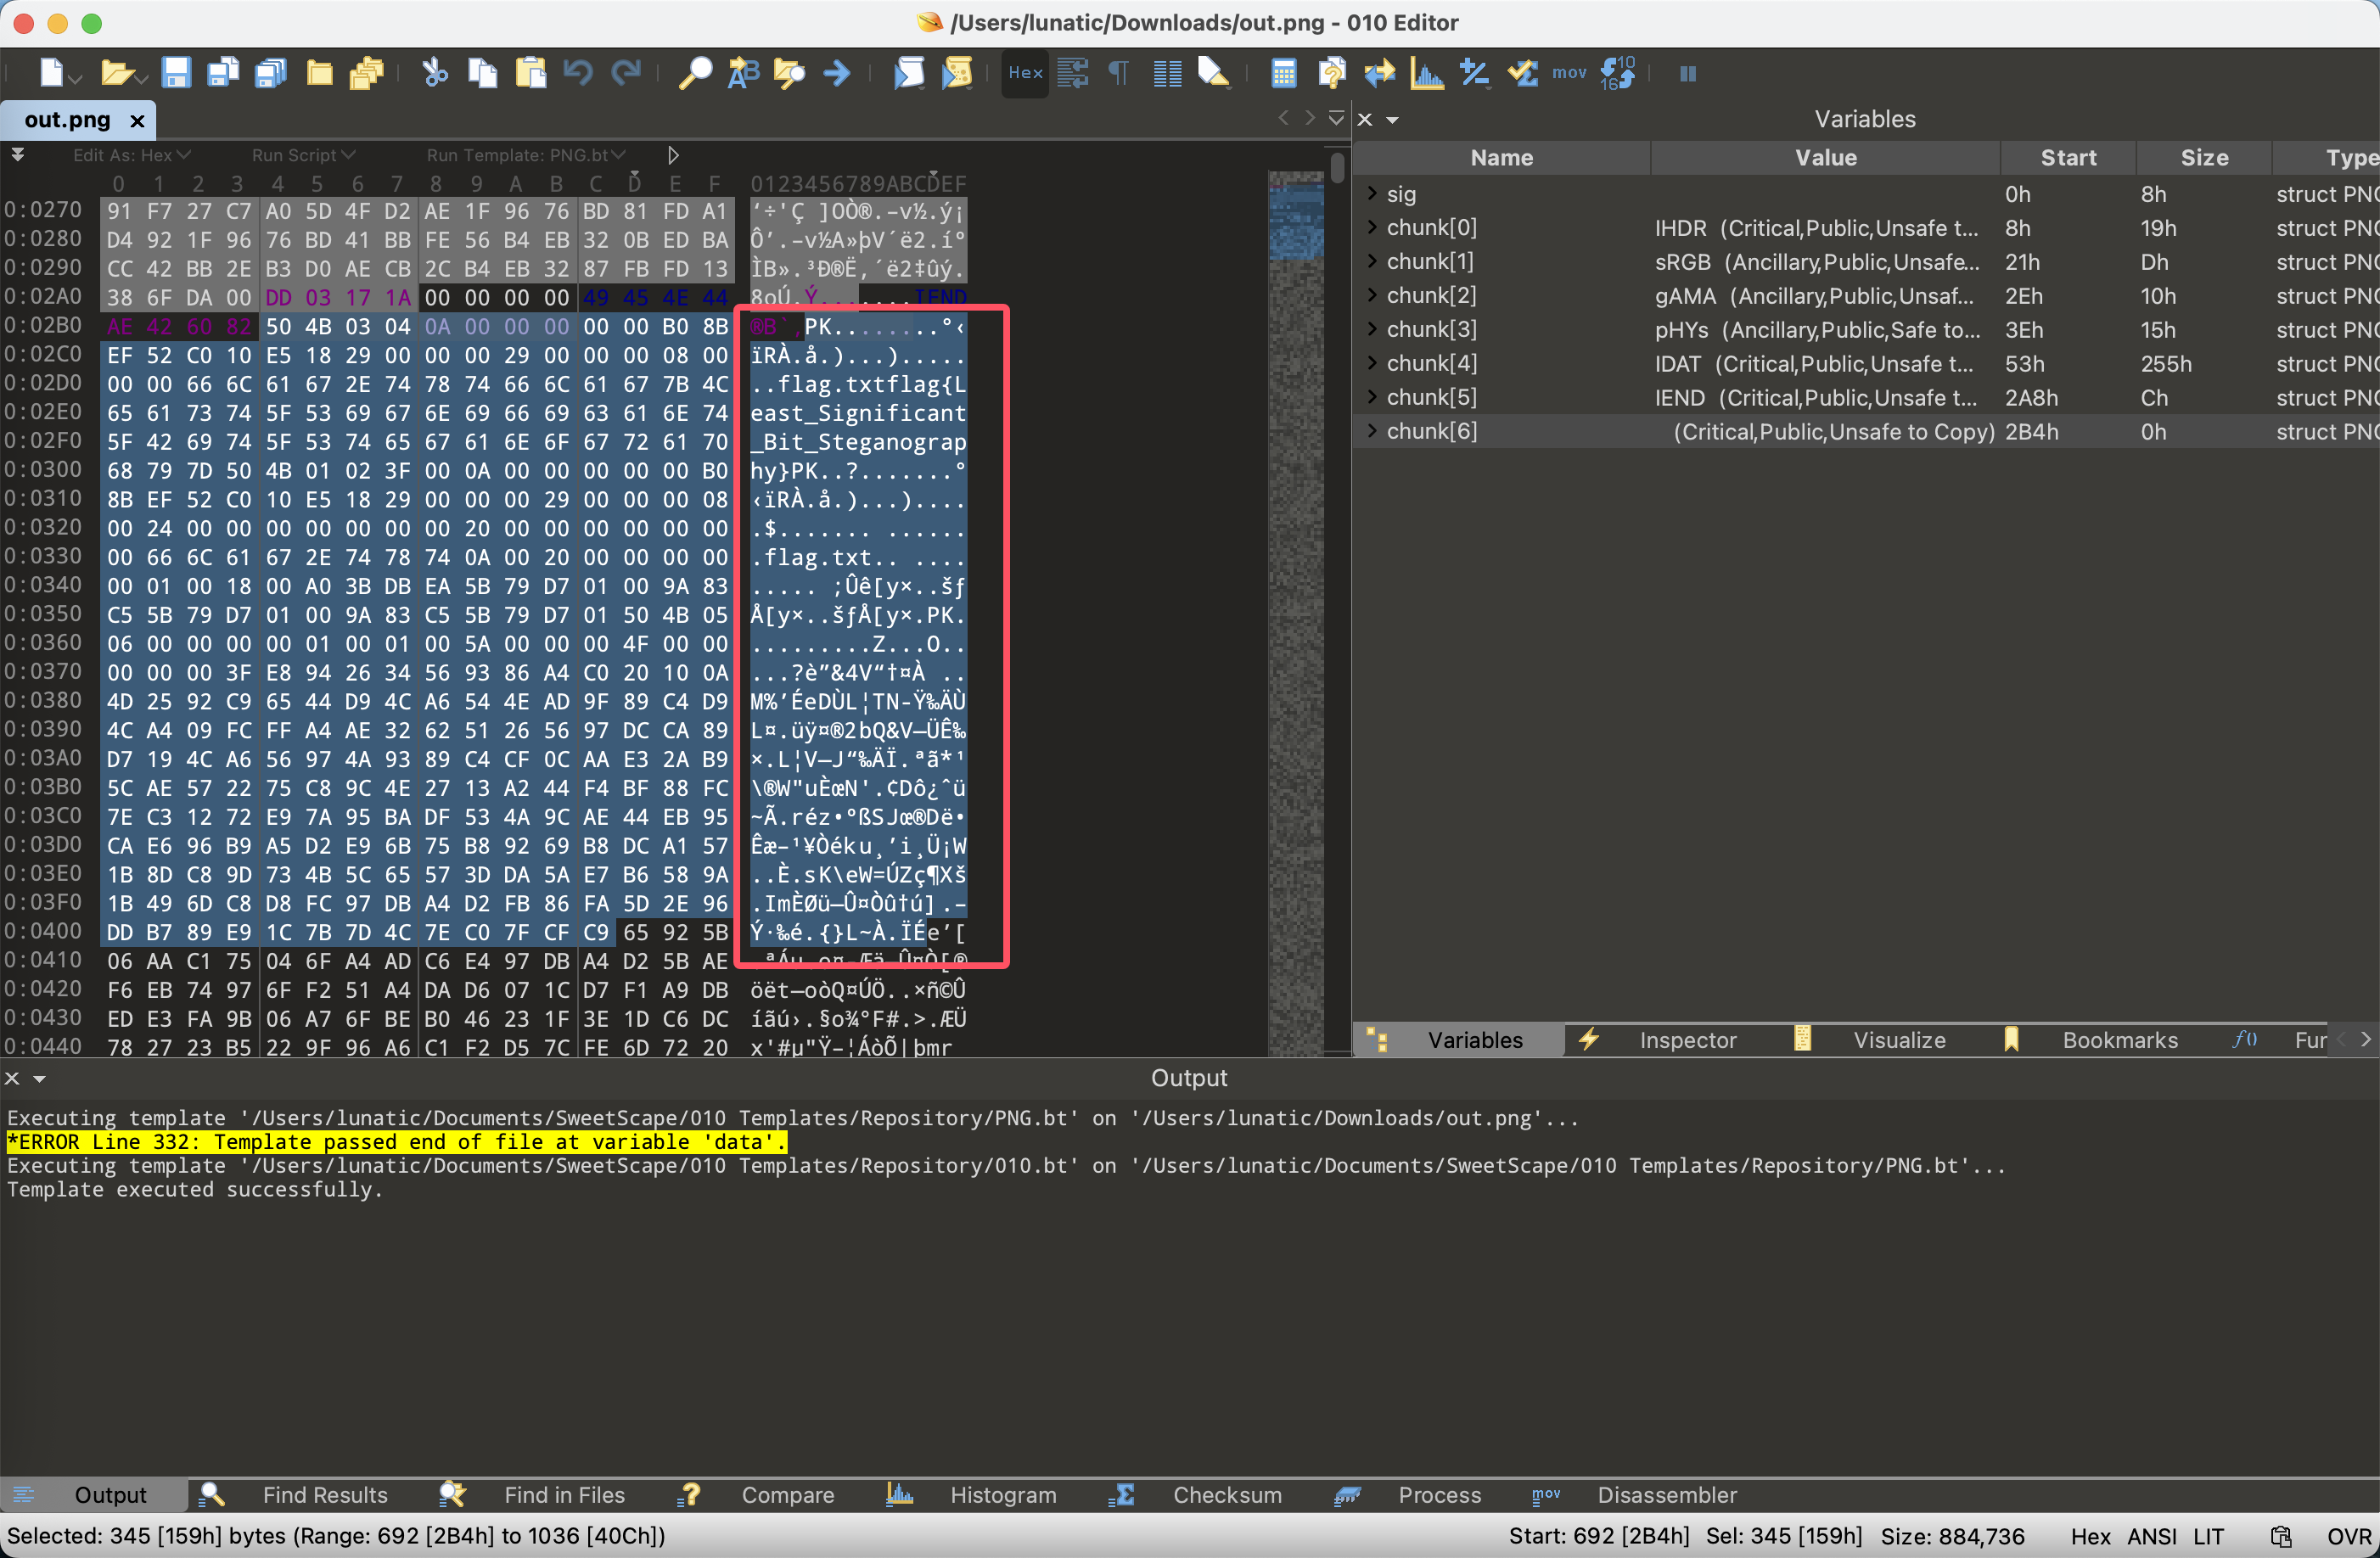 /Users/lunatic/Downloads/out.png - 010 Editor
Hex
mov
out.png
Variables
Edit As: Hex Run Script Run Template: PNG.bt
0 1 2 3 4 5 6 7 8 9 A B C D E F 0123456789ABCDEF
0:0270 91 F7 27 C7 A0 5D 4F D2 AE 1F 96 76 BD 81 FD A1 ‘÷'Ç ]OÒ®.–v½.ý¡
0:0280 D4 92 1F 96 76 BD 41 BB FE 56 B4 EB 32 0B ED BA Ô’.–v½A»þV´ë2.íº
0:0290 CC 42 BB 2E B3 D0 AE CB 2C B4 EB 32 87 FB FD 13 ÌB».³Ð®Ë,´ë2‡ûý.
0:02A0 38 6F DA 00 DD 03 17 1A 00 00 00 00 49 45 4E 44 8oÚ.Ý.......IEND
0:02B0 AE 42 60 82 50 4B 03 04 0A 00 00 00 00 00 B0 8B ®B`‚PK........°‹
0:02C0 EF 52 C0 10 E5 18 29 00 00 00 29 00 00 00 08 00 ïRÀ.å.)...).....
0:02D0 00 00 66 6C 61 67 2E 74 78 74 66 6C 61 67 7B 4C ..flag.txtflag{L
0:02E0 65 61 73 74 5F 53 69 67 6E 69 66 69 63 61 6E 74 east_Significant
0:02F0 5F 42 69 74 5F 53 74 65 67 61 6E 6F 67 72 61 70 _Bit_Steganograp
0:0300 68 79 7D 50 4B 01 02 3F 00 0A 00 00 00 00 00 B0 hy}PK..?.......°
0:0310 8B EF 52 C0 10 E5 18 29 00 00 00 29 00 00 00 08 ‹ïRÀ.å.)...)....
0:0320 00 24 00 00 00 00 00 00 00 20 00 00 00 00 00 00 .$....... ......
0:0330 00 66 6C 61 67 2E 74 78 74 0A 00 20 00 00 00 00 .flag.txt.. ....
0:0340 00 01 00 18 00 A0 3B DB EA 5B 79 D7 01 00 9A 83 ..... ;Ûê[y×..šƒ
0:0350 C5 5B 79 D7 01 00 9A 83 C5 5B 79 D7 01 50 4B 05 Å[y×..šƒÅ[y×.PK.
0:0360 06 00 00 00 00 01 00 01 00 5A 00 00 00 4F 00 00 .........Z...O..
0:0370 00 00 00 3F E8 94 26 34 56 93 86 A4 C0 20 10 0A ...?è”&4V“†¤À ..
0:0380 4D 25 92 C9 65 44 D9 4C A6 54 4E AD 9F 89 C4 D9 M%’ÉeDÙL¦TN-Ÿ‰ÄÙ
0:0390 4C A4 09 FC FF A4 AE 32 62 51 26 56 97 DC CA 89 L¤.üÿ¤®2bQ&V—ÜÊ‰
0:03A0 D7 19 4C A6 56 97 4A 93 89 C4 CF 0C AA E3 2A B9 ×.L¦V—J“‰ÄÏ.ªã*¹
0:03B0 5C AE 57 22 75 C8 9C 4E 27 13 A2 44 F4 BF 88 FC \®W"uÈœN'.¢Dô¿ˆü
0:03C0 7E C3 12 72 E9 7A 95 BA DF 53 4A 9C AE 44 EB 95 ~Ã.réz•ºßSJœ®Dë•
0:03D0 CA E6 96 B9 A5 D2 E9 6B 75 B8 92 69 B8 DC A1 57 Êæ–¹¥Òéku¸’i¸Ü¡W
0:03E0 1B 8D C8 9D 73 4B 5C 65 57 3D DA 5A E7 B6 58 9A ..È.sK\eW=ÚZç¶Xš
0:03F0 1B 49 6D C8 D8 FC 97 DB A4 D2 FB 86 FA 5D 2E 96 .ImÈØü—Û¤Òû†ú].–
0:0400 DD B7 89 E9 1C 7B 7D 4C 7E C0 7F CF C9 65 92 5B Ý·‰é.{}L~À.ÏÉe’[
0:0410 06 AA C1 75 04 6F A4 AD C6 E4 97 DB A4 D2 5B AE .ªÁu.o¤-Æä—Û¤Ò[®
0:0420 F6 EB 74 97 6F F2 51 A4 DA D6 07 1C D7 F1 A9 DB öët—oòQ¤ÚÖ..×ñ©Û
0:0430 ED E3 FA 9B 06 A7 6F BE B0 46 23 1F 3E 1D C6 DC íãú›.§o¾°F#.>.ÆÜ
0:0440 78 27 23 B5 22 9F 96 A6 C1 F2 D5 7C FE 6D 72 20 x'#µ"Ÿ–¦ÁòÕ|þmr
Name Value Start Size Type
sig 0h 8h struct PNG
chunk[0] IHDR (Critical,Public,Unsafe t... 8h 19h struct PNG
chunk[1] sRGB (Ancillary,Public,Unsafe... 21h Dh struct PNG
chunk[2] gAMA (Ancillary,Public,Unsaf... 2Eh 10h struct PNG
chunk[3] pHYs (Ancillary,Public,Safe to... 3Eh 15h struct PNG
chunk[4] IDAT (Critical,Public,Unsafe t... 53h 255h struct PNG
chunk[5] IEND (Critical,Public,Unsafe t... 2A8h Ch struct PNG
chunk[6] (Critical,Public,Unsafe to Copy) 2B4h 0h struct PNG
Variables Inspector Visualize Bookmarks f() Fur
Output
Executing template '/Users/lunatic/Documents/SweetScape/010 Templates/Repository/PNG.bt' on '/Users/lunatic/Downloads/out.png'...
*ERROR Line 332: Template passed end of file at variable 'data'.
Executing template '/Users/lunatic/Documents/SweetScape/010 Templates/Repository/010.bt' on '/Users/lunatic/Documents/SweetScape/010 Templates/Repository/PNG.bt'...
Template executed successfully.
Output Find Results Find in Files Compare Histogram Checksum Process mov Disassembler
Selected: 345 [159h] bytes (Range: 692 [2B4h] to 1036 [40Ch]) Start: 692 [2B4h] Sel: 345 [159h] Size: 884,736 Hex ANSI LIT OVR